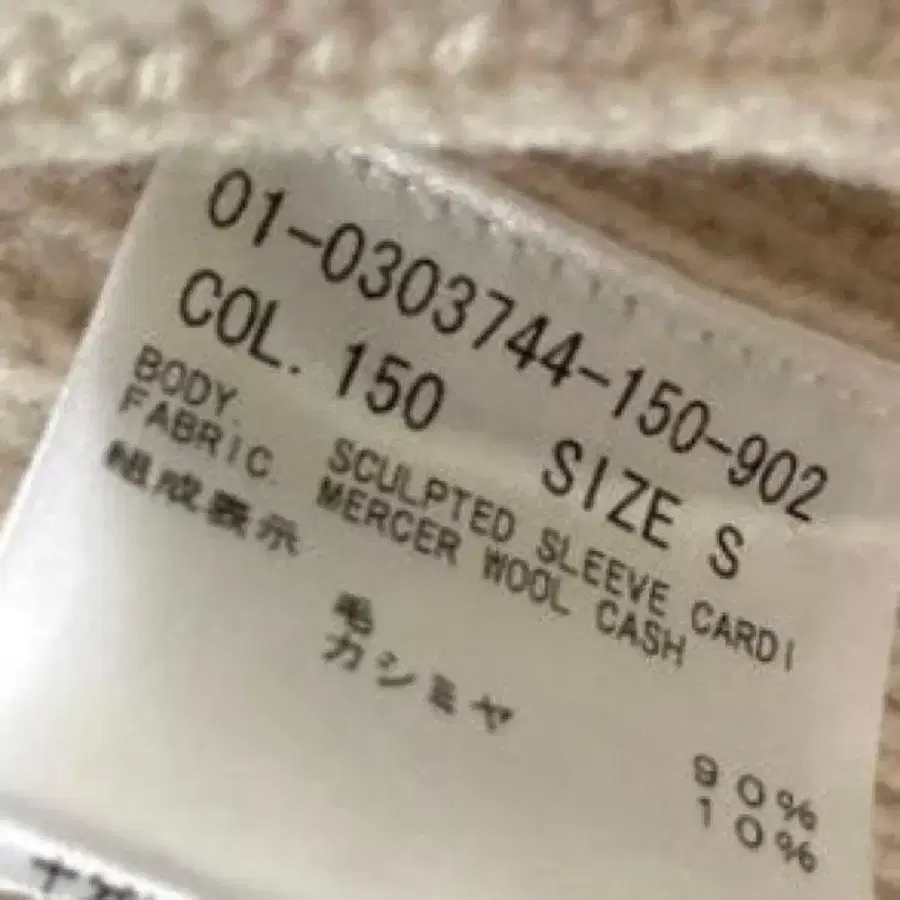 01-0303744-150-902
COL. 150 SIZE S
BODY. SCULPTED SLEEVE CARDI
FABRIC. MERCER WOOL CASH
組成表示
毛 90%
カシミヤ 10%